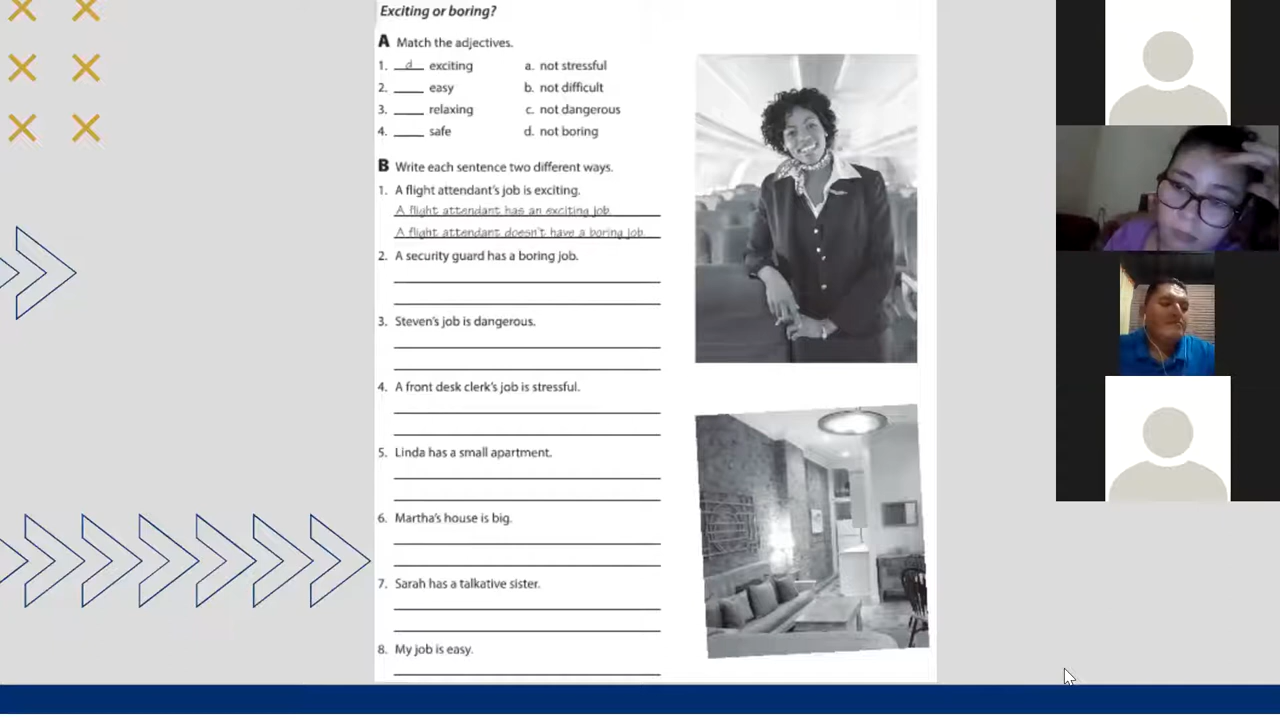 Exciting or boring?
A Match the adjectives.
1. d exciting a. not stressful
2. ____ easy b. not difficult
3. ____ relaxing c. not dangerous
4. ____ safe d. not boring
B Write each sentence two different ways.
1. A flight attendant's job is exciting.
A flight attendant has an exciting job.
A flight attendant doesn't have a boring job.
2. A security guard has a boring job.
3. Steven's job is dangerous.
4. A front desk clerk's job is stressful.
5. Linda has a small apartment.
6. Martha's house is big.
7. Sarah has a talkative sister.
8. My job is easy.